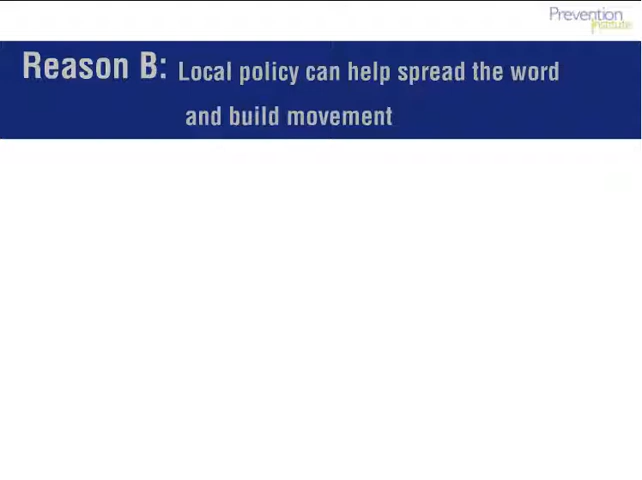 Prevention
Institute
Reason B: Local policy can help spread the word
and build movement